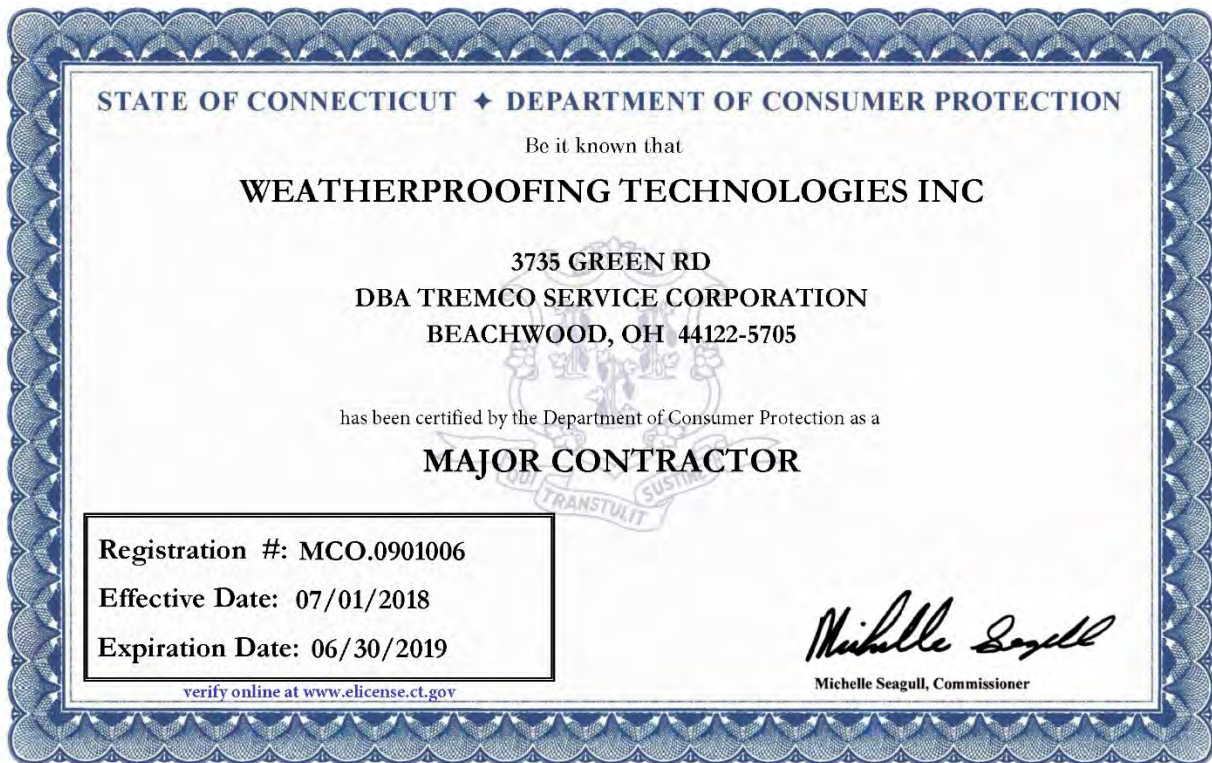 STATE OF CONNECTICUT ✦ DEPARTMENT OF CONSUMER PROTECTION
Be it known that
WEATHERPROOFING TECHNOLOGIES INC
3735 GREEN RD
DBA TREMCO SERVICE CORPORATION
BEACHWOOD, OH 44122-5705
has been certified by the Department of Consumer Protection as a
MAJOR CONTRACTOR
QUI TRANSTULIT SUSTINET
Registration #: MCO.0901006
Effective Date: 07/01/2018
Expiration Date: 06/30/2019
verify online at www.elicense.ct.gov
Michelle Seagull
Michelle Seagull, Commissioner